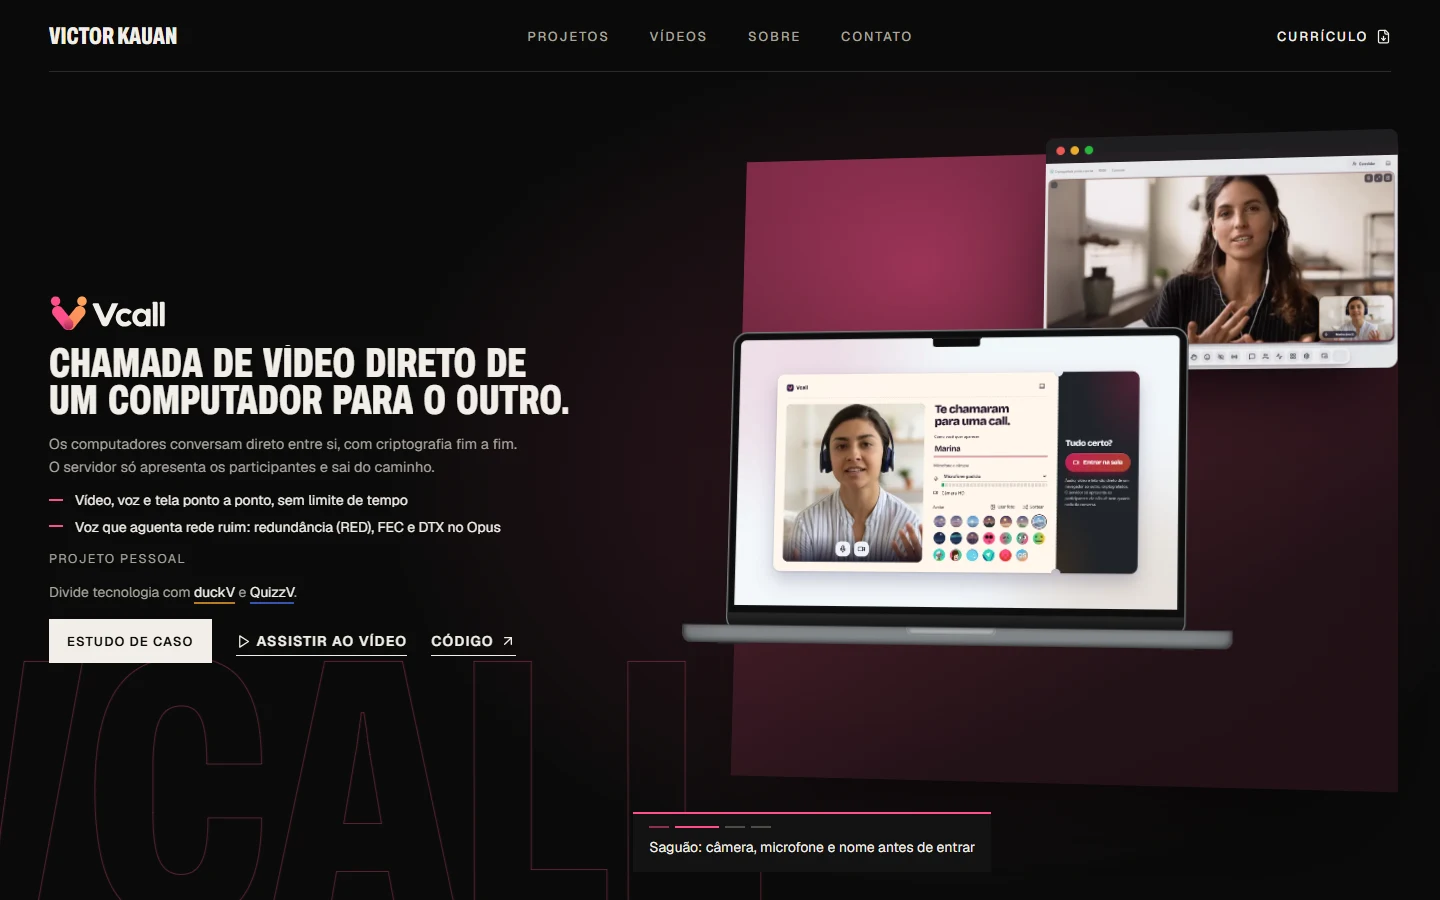 VICTOR KAUAN
PROJETOS
VÍDEOS
SOBRE
CONTATO
CURRÍCULO
Vcall
CHAMADA DE VÍDEO DIRETO DE
UM COMPUTADOR PARA O OUTRO.
Os computadores conversam direto entre si, com criptografia fim a fim.
O servidor só apresenta os participantes e sai do caminho.
Vídeo, voz e tela ponto a ponto, sem limite de tempo
Voz que aguenta rede ruim: redundância (RED), FEC e DTX no Opus
PROJETO PESSOAL
Divide tecnologia com duckV e QuizzV.
ESTUDO DE CASO
ASSISTIR AO VÍDEO
CÓDIGO
VCALL
Vcall
Te chamaram
para uma call.
Marina
Tudo certo?
Entrar na sala
Saguão: câmera, microfone e nome antes de entrar